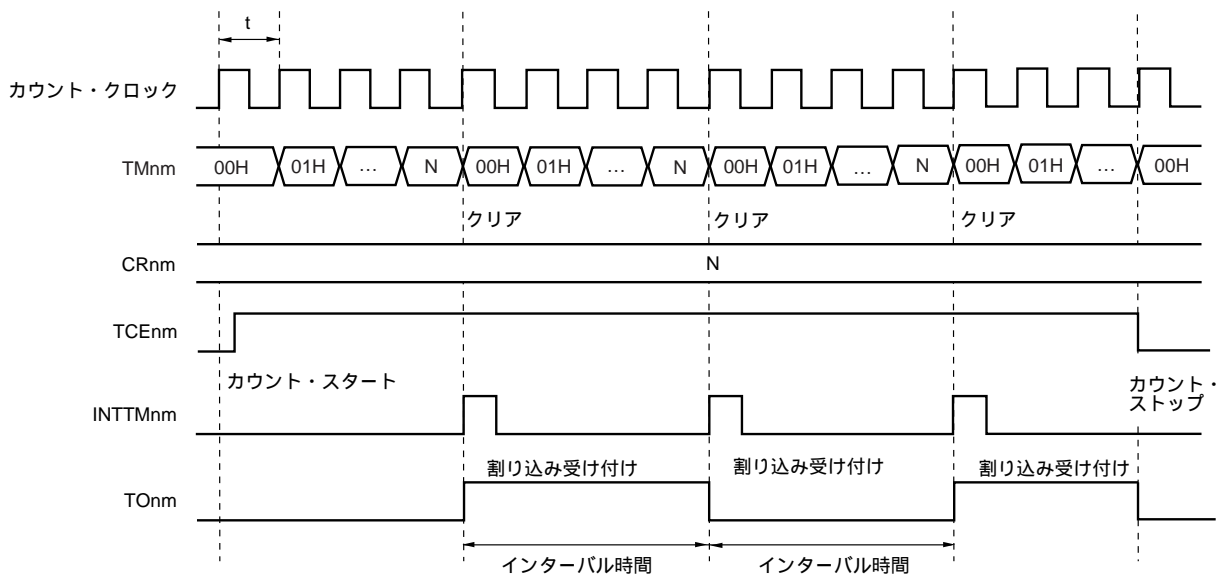 t
カウント・クロック
TMnm 00H 01H … N 00H 01H … N 00H 01H … N 00H 01H … 00H
クリア クリア クリア
CRnm N
TCEnm
カウント・スタート カウント・
ストップ
INTTMnm
割り込み受け付け 割り込み受け付け 割り込み受け付け
TOnm
インターバル時間 インターバル時間